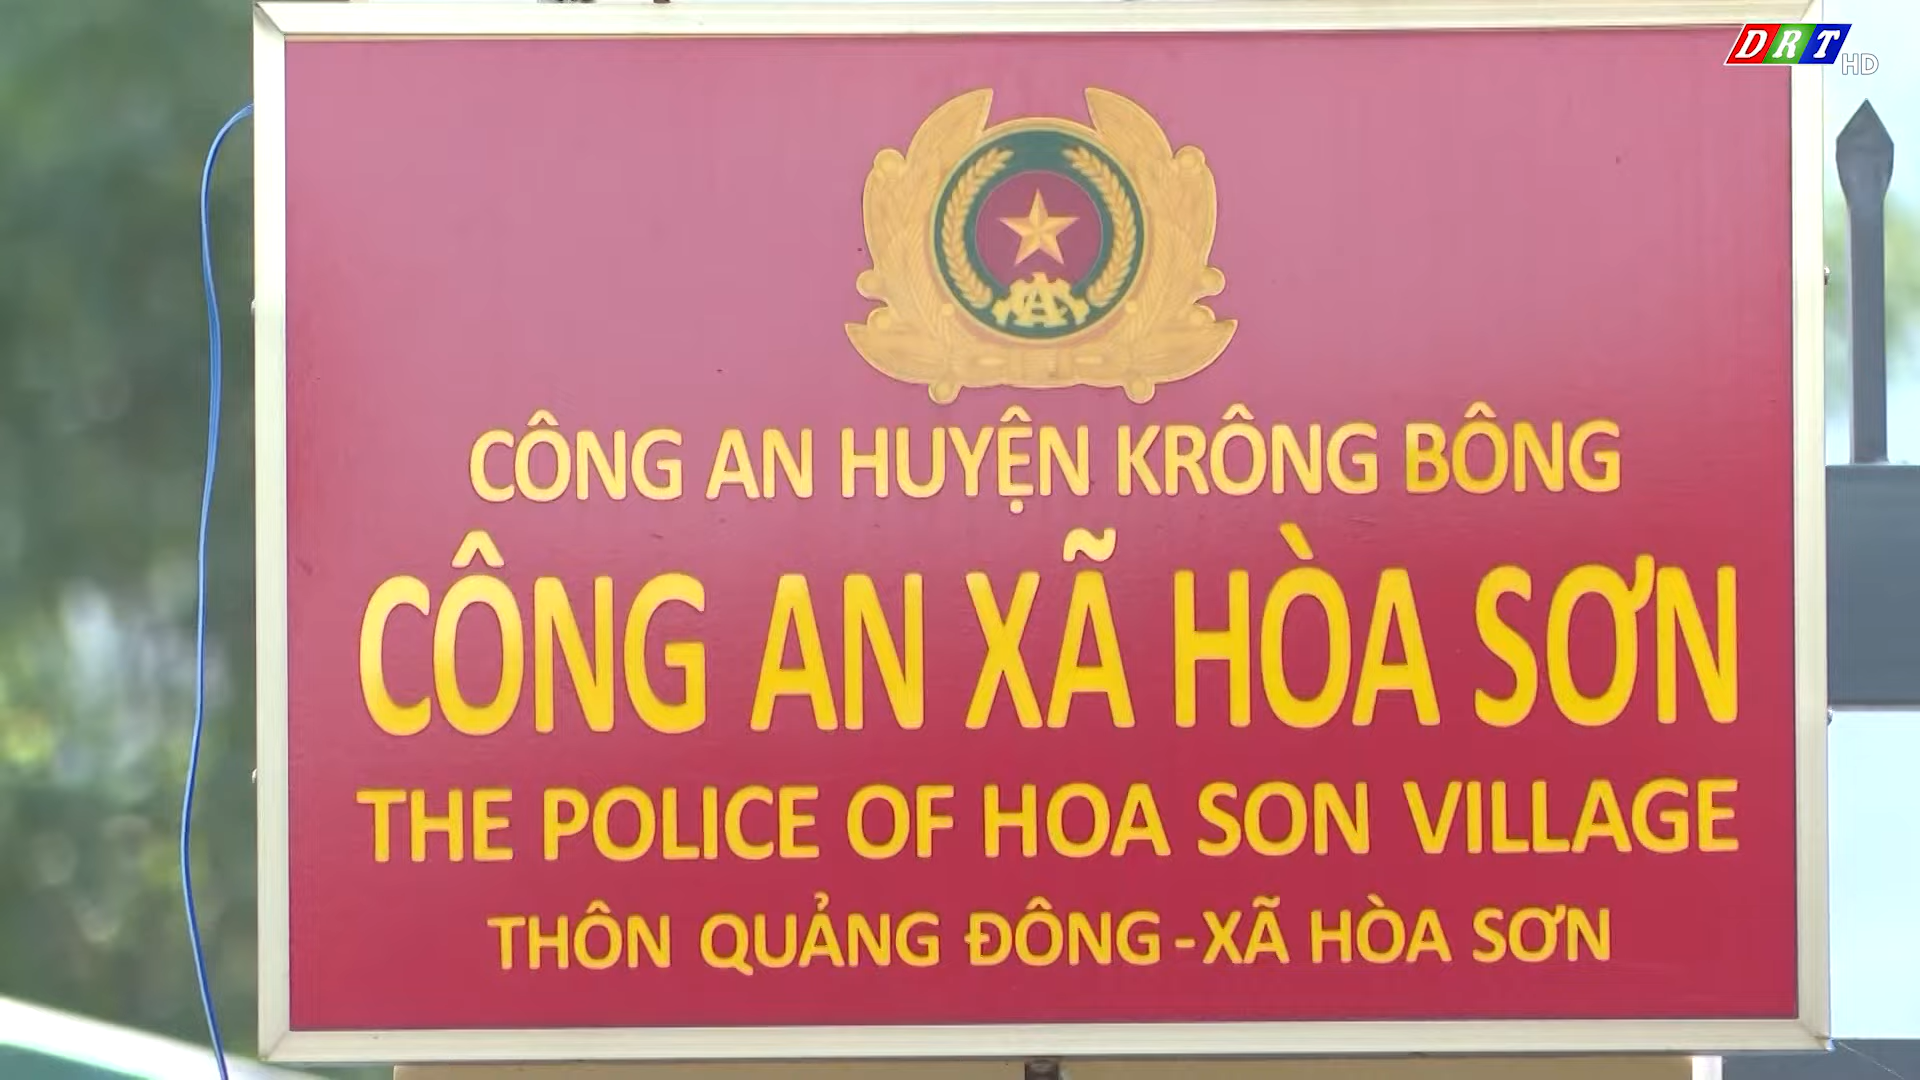 DRT HD
CÔNG AN HUYỆN KRÔNG BÔNG
CÔNG AN XÃ HÒA SƠN
THE POLICE OF HOA SON VILLAGE
THÔN QUẢNG ĐÔNG - XÃ HÒA SƠN